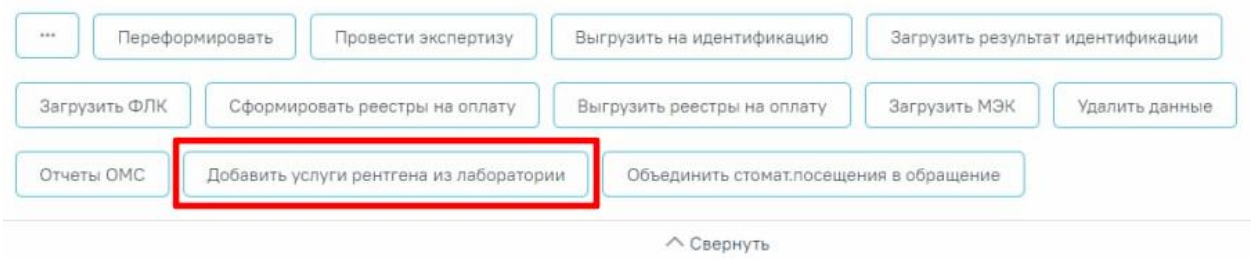 ... Переформировать Провести экспертизу Выгрузить на идентификацию Загрузить результат идентификации
Загрузить ФЛК Сформировать реестры на оплату Выгрузить реестры на оплату Загрузить МЭК Удалить данные
Отчеты ОМС Добавить услуги рентгена из лаборатории Объединить стомат.посещения в обращение
Свернуть